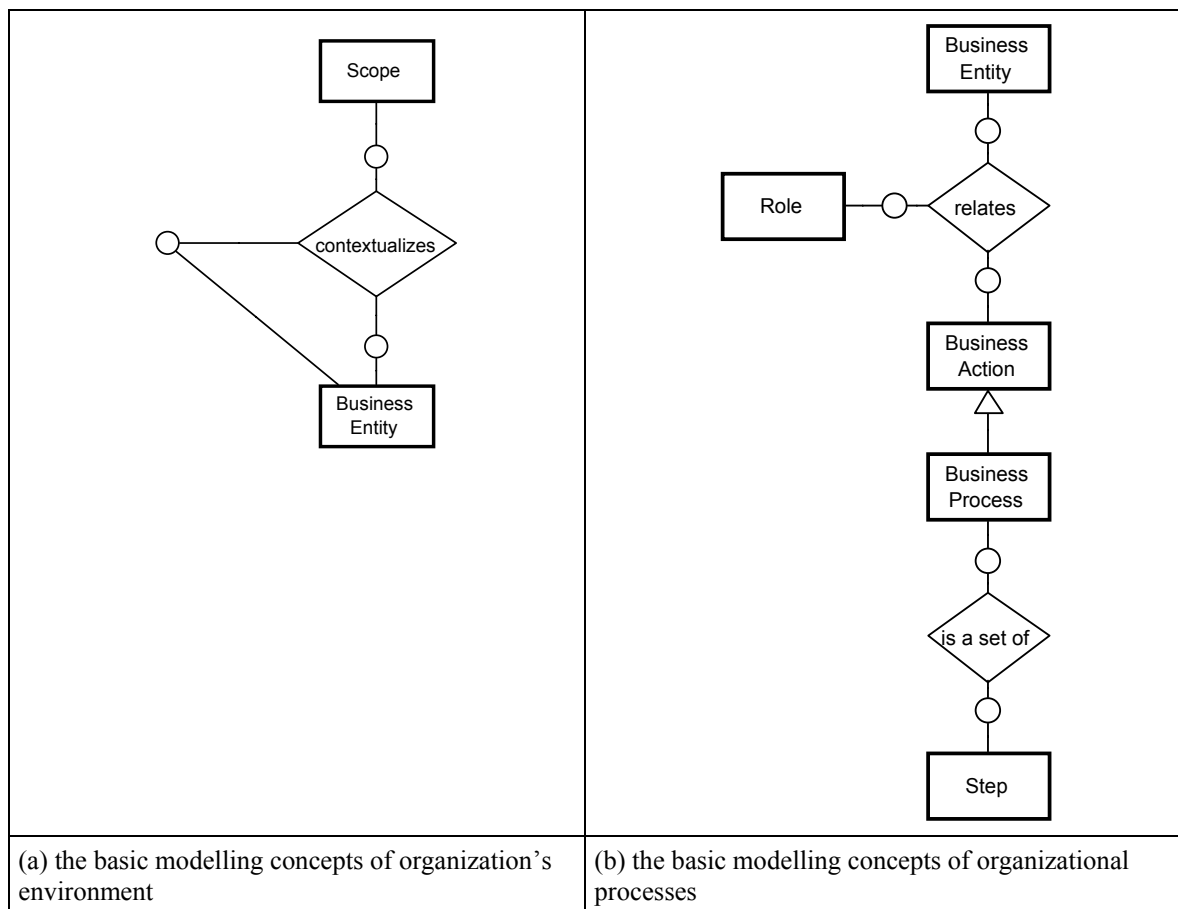 Scope
contextualizes
Business
Entity
Business
Entity
Role
relates
Business
Action
Business
Process
is a set of
Step
(a) the basic modelling concepts of organization’s
environment
(b) the basic modelling concepts of organizational
processes